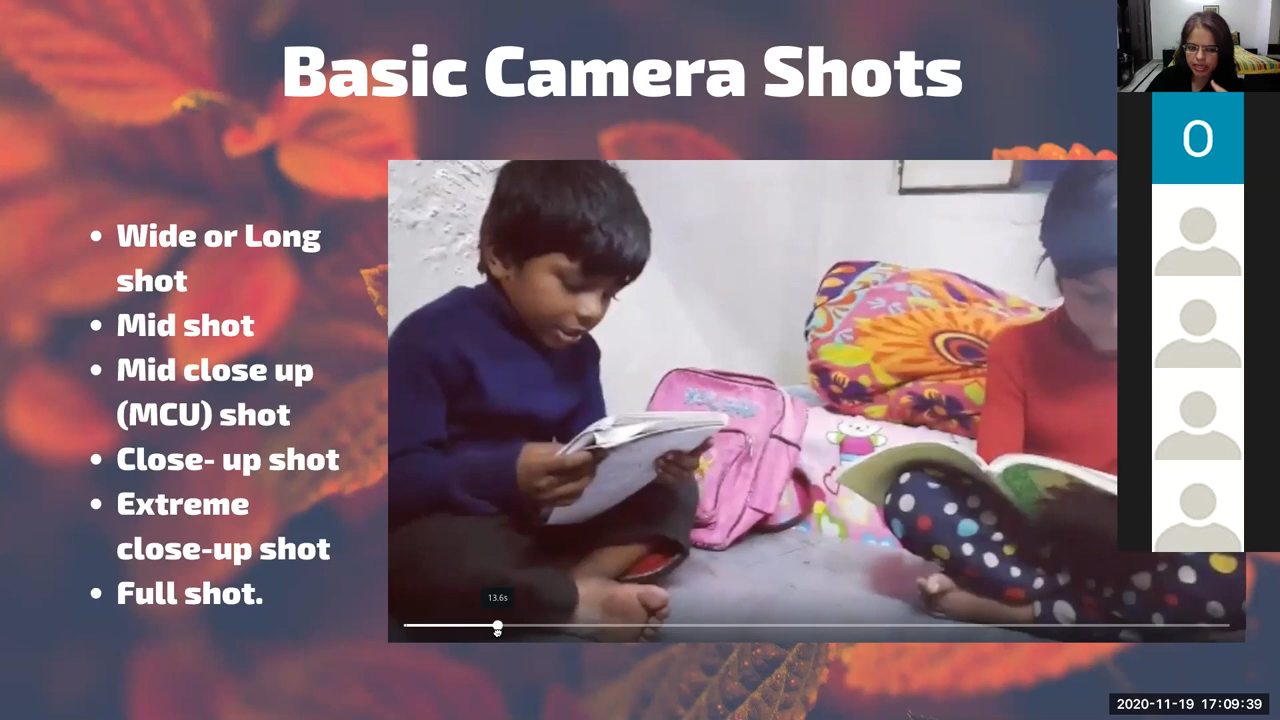 Basic Camera Shots
O
• Wide or Long
shot
• Mid shot
• Mid close up
(MCU) shot
• Close- up shot
• Extreme
close-up shot
• Full shot.
13.6s
2020-11-19 17:09:39